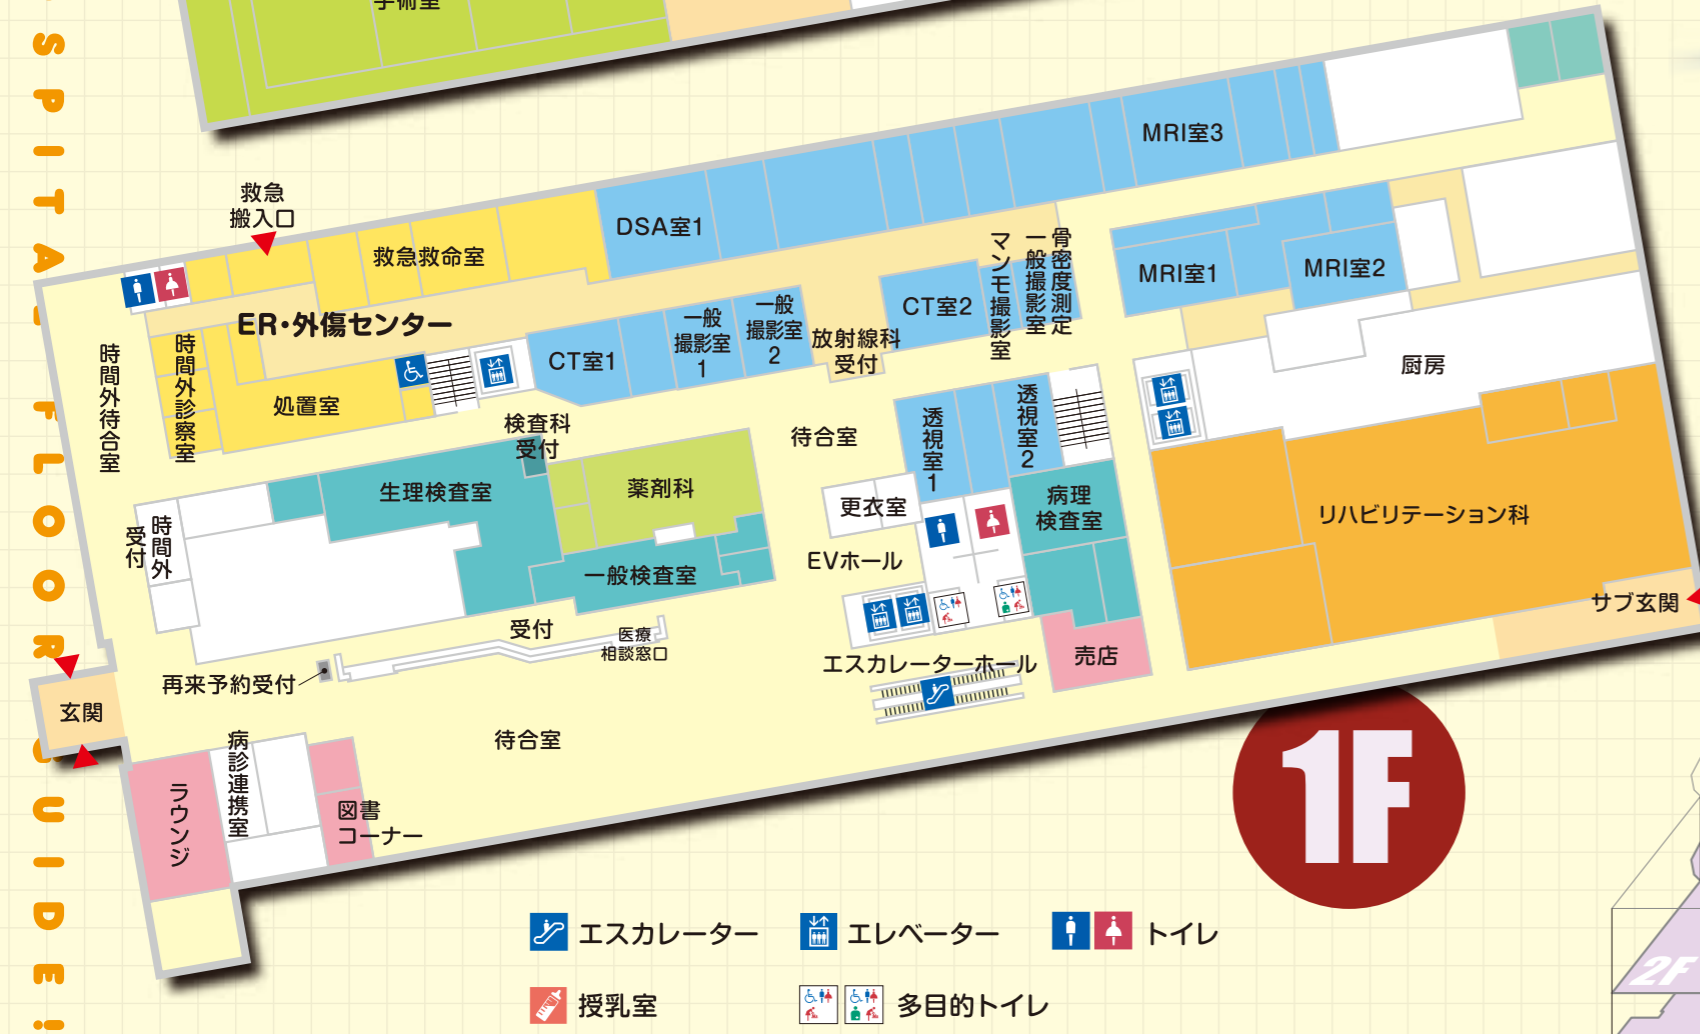 手術室
HOSPITAL FLOOR GUIDE
救急
搬入口
DSA室1
MRI室3
救急救命室
ER・外傷センター
時間外待合室
時間外診察室
処置室
CT室1
一般
撮影室
1
一般
撮影室
2
放射線科
受付
CT室2
マンモ撮影室
一般撮影室
骨密度測定
MRI室1
MRI室2
厨房
検査科
受付
待合室
透視室1
透視室2
生理検査室
薬剤科
更衣室
病理
検査室
リハビリテーション科
時間外
受付
一般検査室
EVホール
サブ玄関
受付
医療
相談窓口
エスカレーターホール
売店
再来予約受付
玄関
待合室
病診連携室
ラウンジ
図書
コーナー
1F
エスカレーター
エレベーター
トイレ
授乳室
多目的トイレ
2F